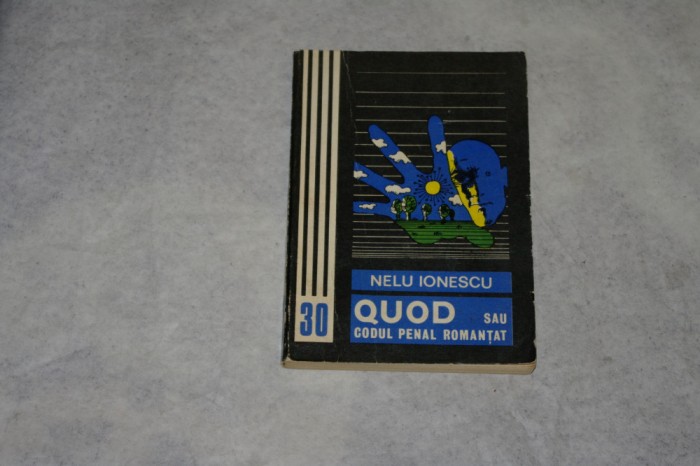 NELU IONESCU
QUOD SAU
CODUL PENAL ROMANȚAT
30